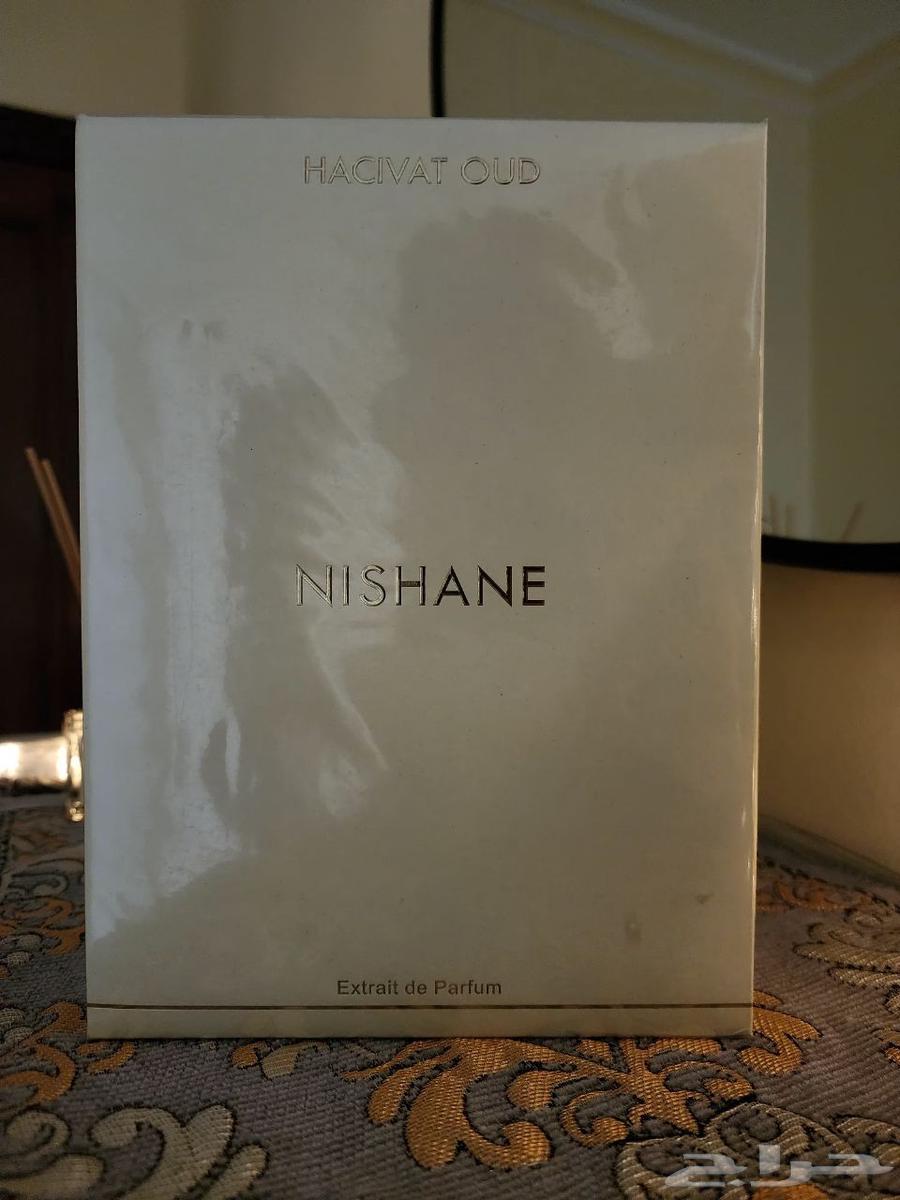 HACIVAT OUD
NISHANE
Extrait de Parfum
حراج